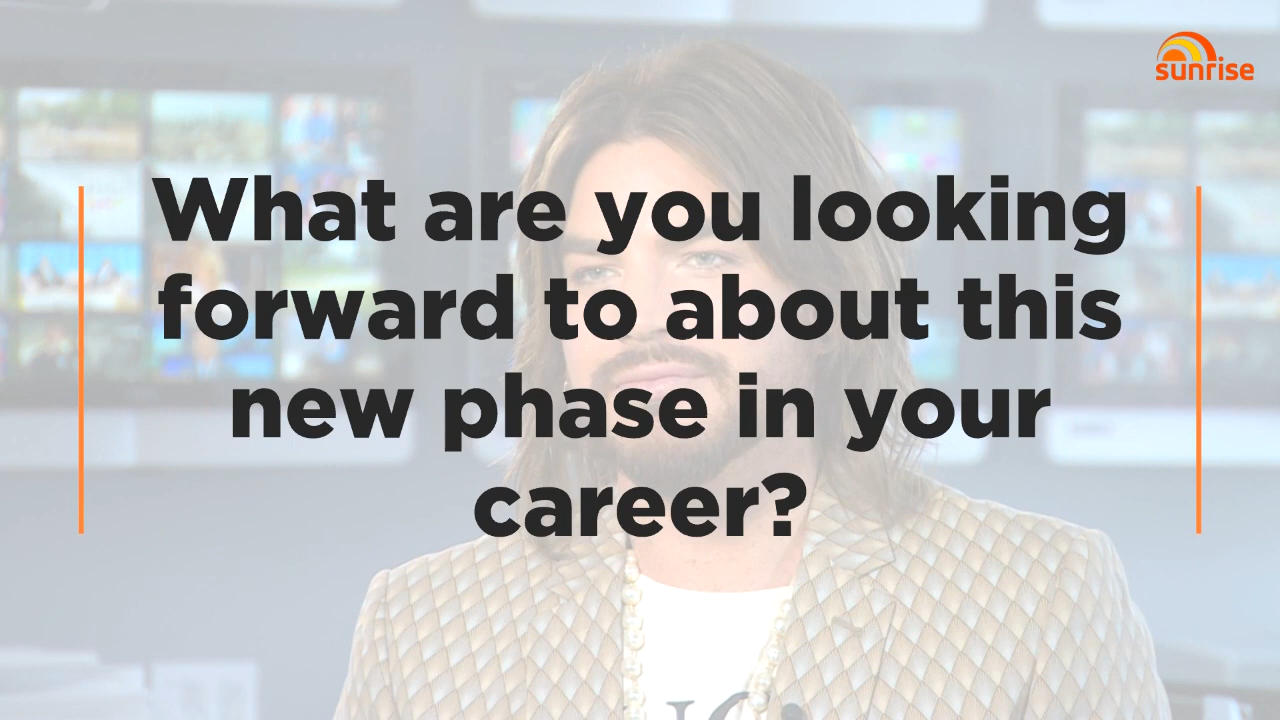 sunrise
What are you looking
forward to about this
new phase in your
career?